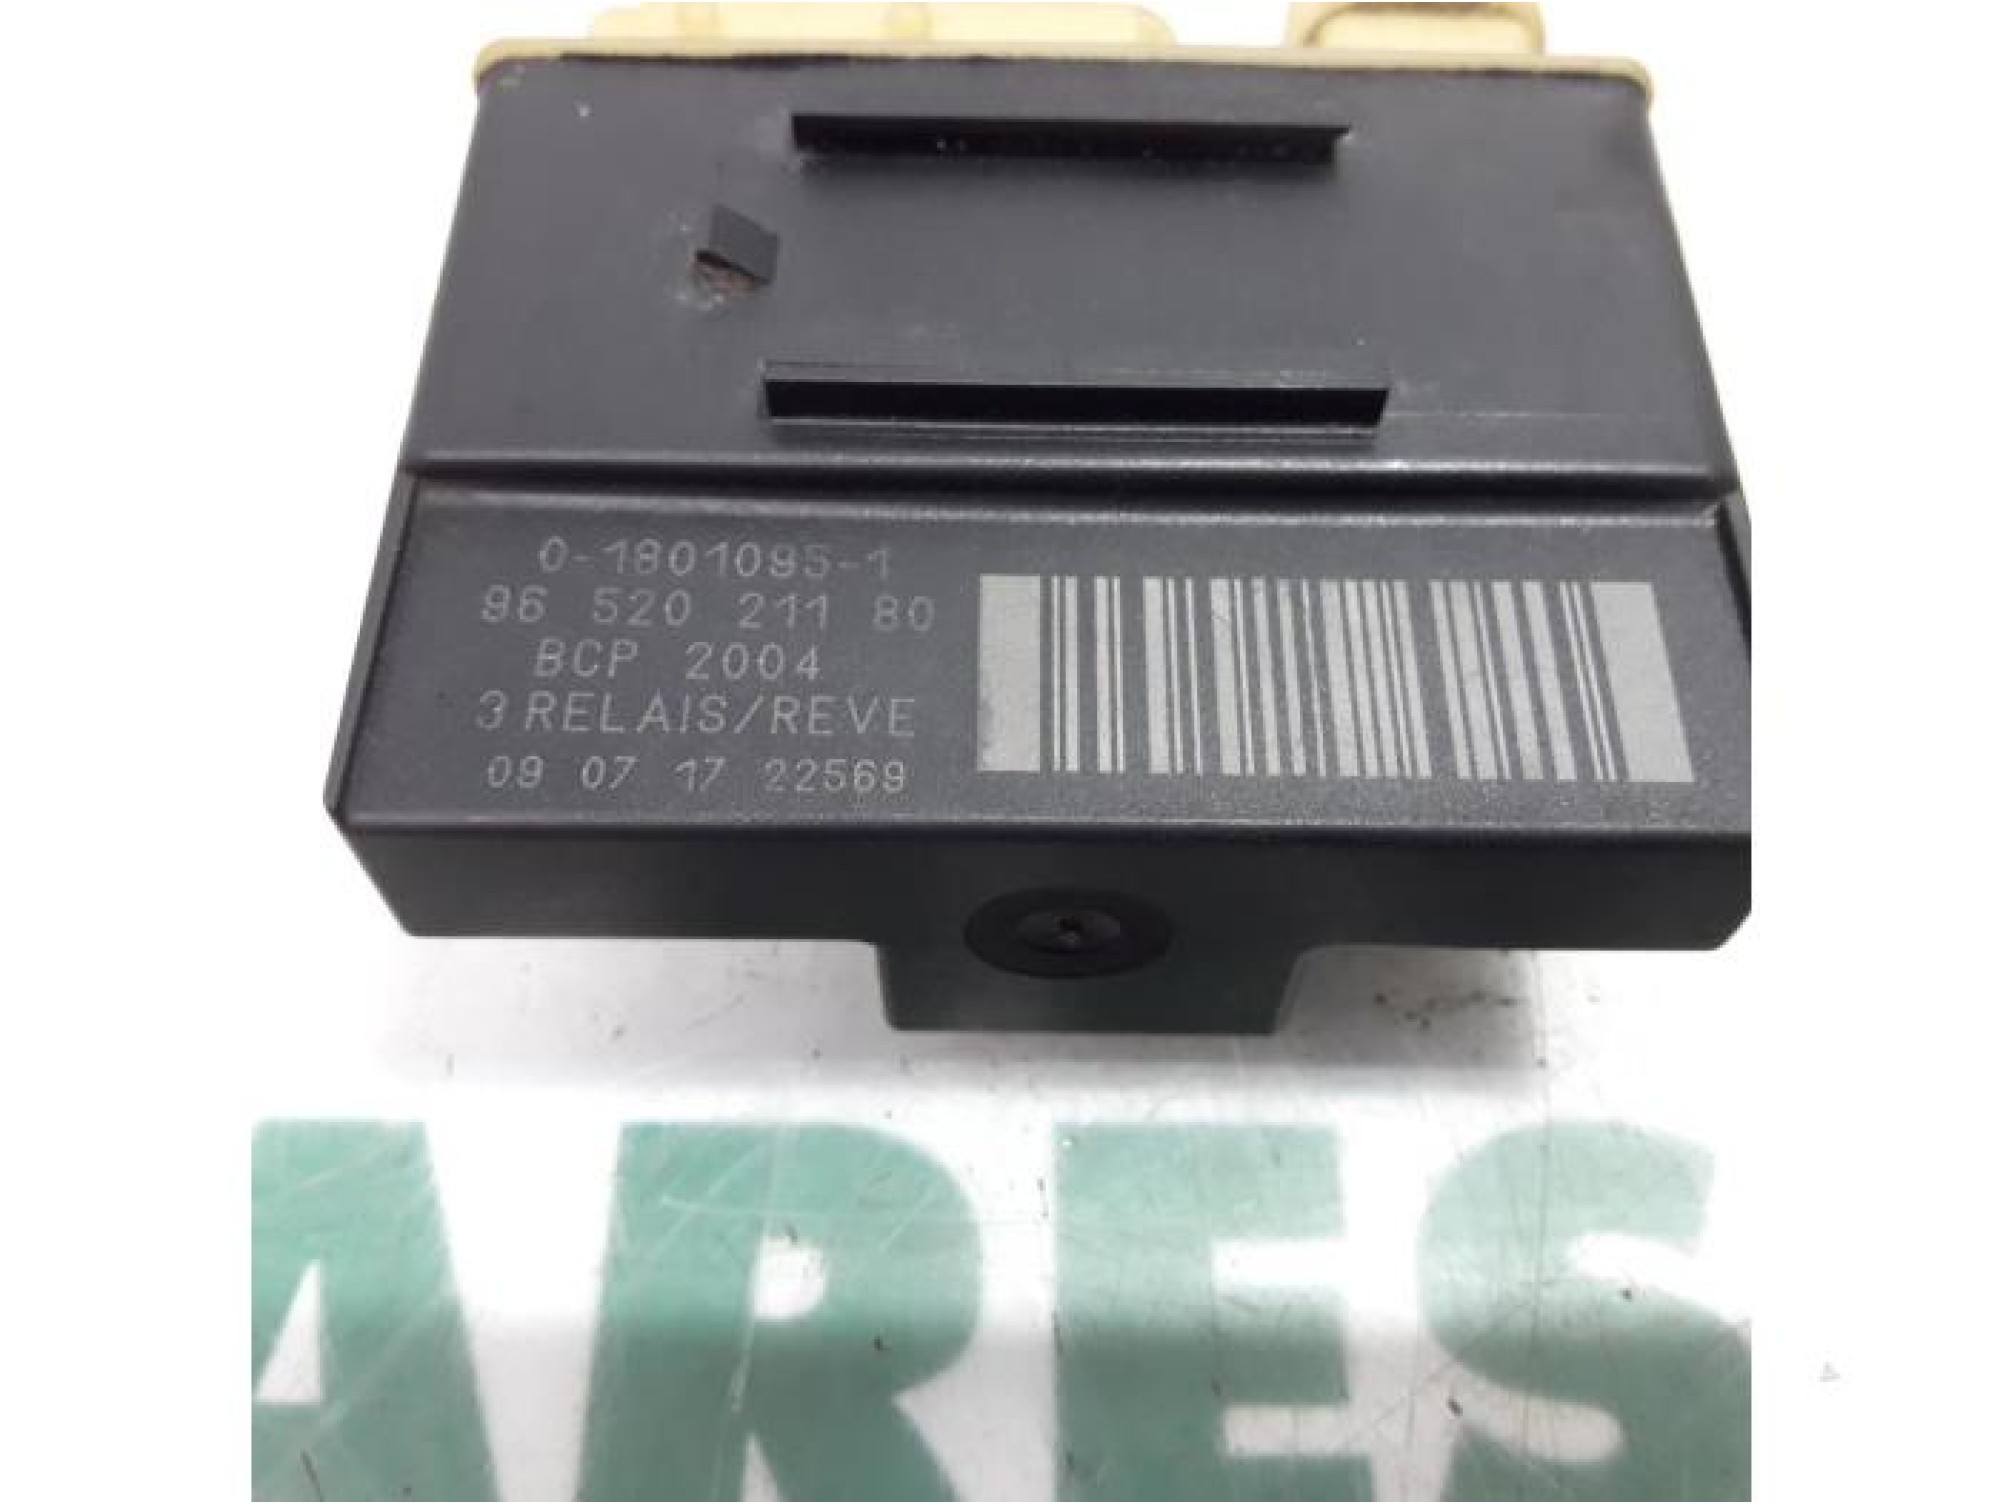 0-1801095-1
96 520 211 80
BCP 2004
3 RELAIS/REVE
09 07 17 22569
ARES